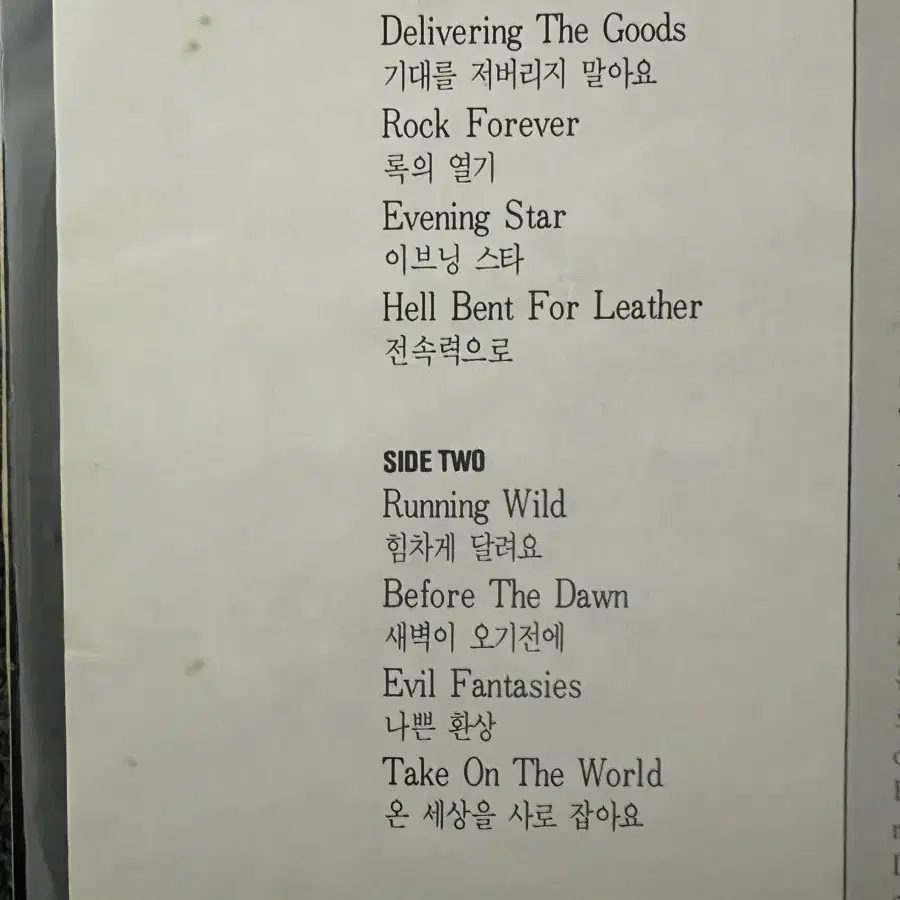 Delivering The Goods
기대를 저버리지 말아요
Rock Forever
록의 열기
Evening Star
이브닝 스타
Hell Bent For Leather
전속력으로
SIDE TWO
Running Wild
힘차게 달려요
Before The Dawn
새벽이 오기전에
Evil Fantasies
나쁜 환상
Take On The World
온 세상을 사로 잡아요